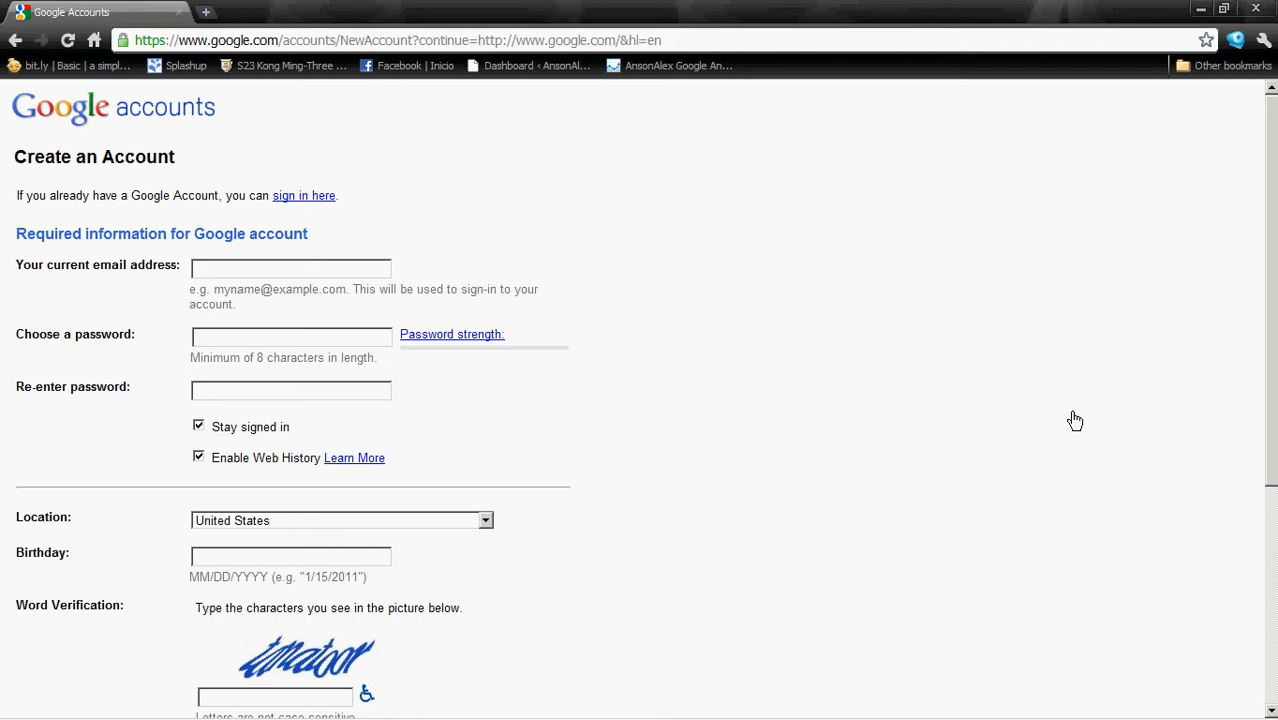 Google Accounts
https://www.google.com/accounts/NewAccount?continue=http://www.google.com/&hl=en
bit.ly | Basic | a simpl... Splashup S23 Kong Ming-Three ... Facebook | Inicio Dashboard ‹ AnsonAl... AnsonAlex Google An... Other bookmarks
Google accounts
Create an Account
If you already have a Google Account, you can sign in here.
Required information for Google account
Your current email address:
e.g. myname@example.com. This will be used to sign-in to your
account.
Choose a password: Password strength:
Minimum of 8 characters in length.
Re-enter password:
Stay signed in
Enable Web History Learn More
Location: United States
Birthday:
MM/DD/YYYY (e.g. "1/15/2011")
Word Verification: Type the characters you see in the picture below.
Letters are not case sensitive